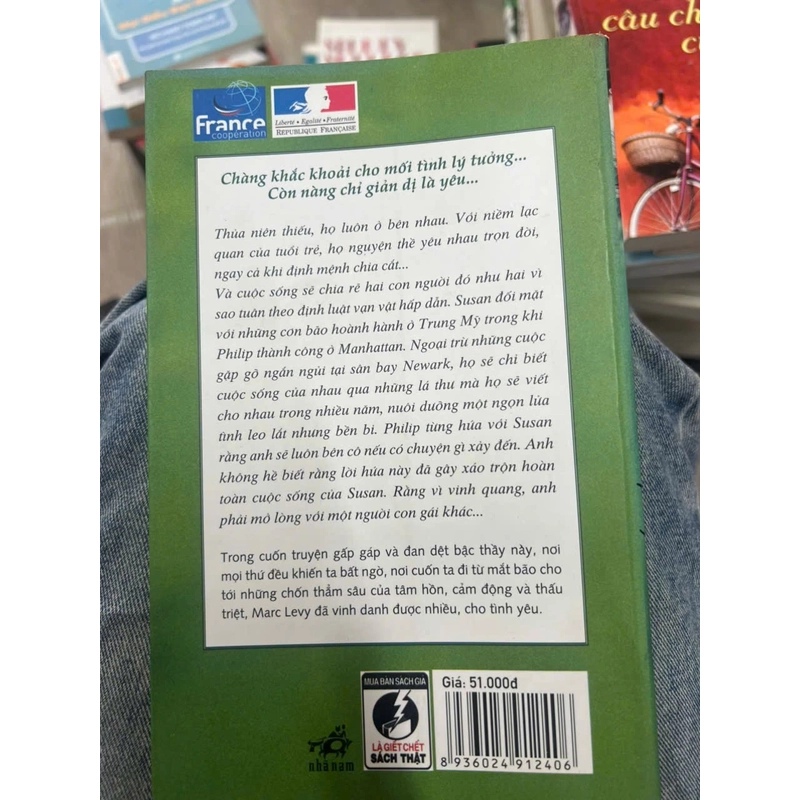 câu ch
France
coopération
Liberté • Egalité • Fraternité
RÉPUBLIQUE FRANÇAISE
Chàng khắc khoải cho mối tình lý tưởng...
Còn nàng chỉ giản dị là yêu...
Thủa niên thiếu, họ luôn ở bên nhau. Với niềm lạc
quan của tuổi trẻ, họ nguyện thề yêu nhau trọn đời,
ngay cả khi định mệnh chia cắt...
Và cuộc sống sẽ chia rẽ hai con người đó như hai vì
sao tuân theo định luật vạn vật hấp dẫn. Susan đối mặt
với những cơn bão hoành hành ở Trung Mỹ trong khi
Philip thành công ở Manhattan. Ngoại trừ những cuộc
gặp gỡ ngắn ngủi tại sân bay Newark, họ sẽ chỉ biết
cuộc sống của nhau qua những lá thư mà họ sẽ viết
cho nhau trong nhiều năm, nuôi dưỡng một ngọn lửa
tình leo lắt nhưng bền bỉ. Philip từng hứa với Susan
rằng anh sẽ luôn bên cô nếu có chuyện gì xảy đến. Anh
không hề biết rằng lời hứa này đã gây xáo trộn hoàn
toàn cuộc sống của Susan. Rằng vì vinh quang, anh
phải mở lòng với một người con gái khác...
Trong cuốn truyện gấp gáp và đan dệt bậc thầy này, nơi
mọi thứ đều khiến ta bất ngờ, nơi cuốn ta đi từ mắt bão cho
tới những chốn thẳm sâu của tâm hồn, cảm động và thấu
triệt, Marc Levy đã vinh danh được nhiều, cho tình yêu.
MUA BÁN SÁCH GIẢ
LÀ GIẾT CHẾT
SÁCH THẬT
Giá: 51.000đ
8 936024 912406
nhã nam